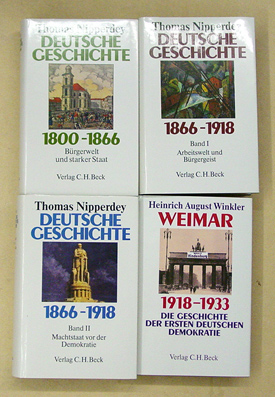 Thomas Nipperdey
DEUTSCHE
GESCHICHTE
1800-1866
Bürgerwelt
und starker Staat
Verlag C.H. Beck
Thomas Nipperdey
DEUTSCHE
GESCHICHTE
1866-1918
Band I
Arbeitswelt und
Bürgergeist
Verlag C.H. Beck
Thomas Nipperdey
DEUTSCHE
GESCHICHTE
1866-1918
Band II
Machtstaat vor der
Demokratie
Verlag C.H. Beck
Heinrich August Winkler
WEIMAR
1918-1933
DIE GESCHICHTE
DER ERSTEN DEUTSCHEN
DEMOKRATIE
Verlag C.H. Beck